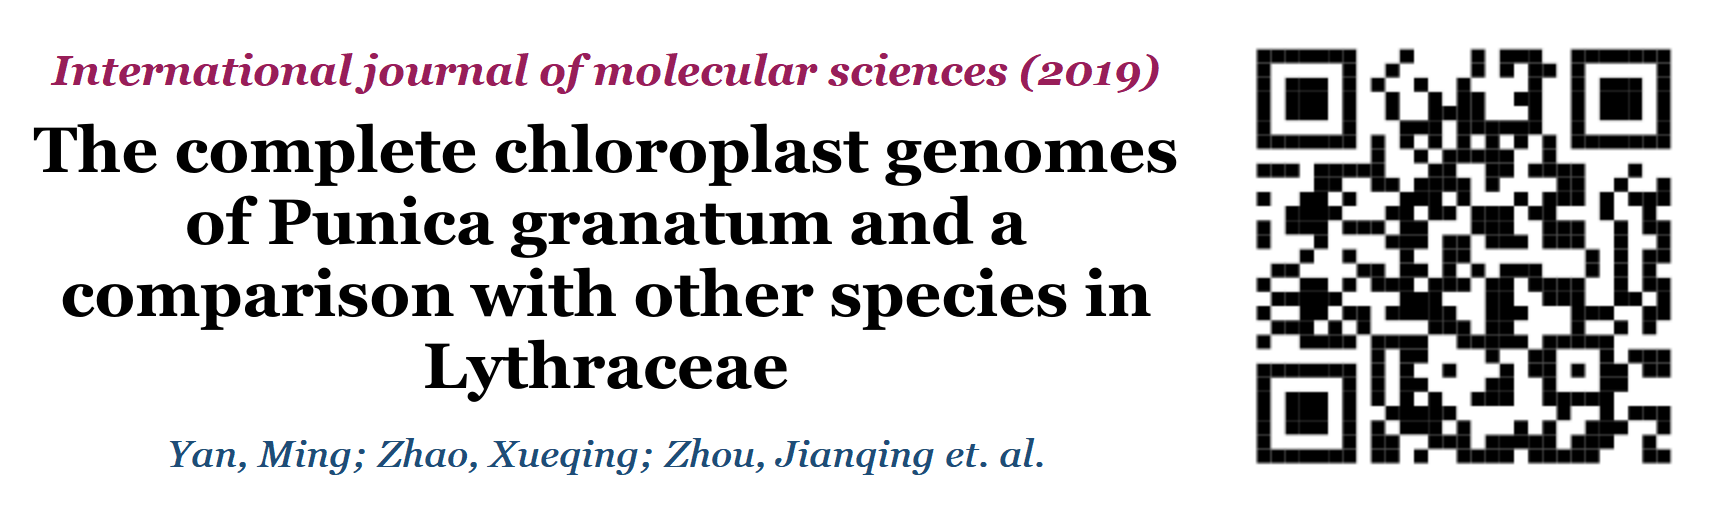 International journal of molecular sciences (2019)
The complete chloroplast genomes
of Punica granatum and a
comparison with other species in
Lythraceae
Yan, Ming; Zhao, Xueqing; Zhou, Jianqing et. al.